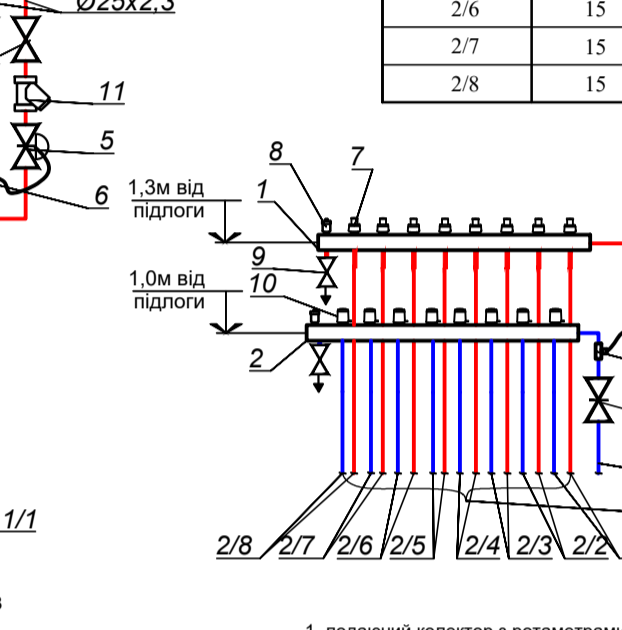 Ø25x2,3
2/6 15
2/7 15
2/8 15
11
5
6
8
7
1,3м від
підлоги
1
9
1,0м від
підлоги
10
2
1/1
2/8 2/7 2/6 2/5 2/4 2/3 2/2
в
1-подаючий колектор з ротаметрами